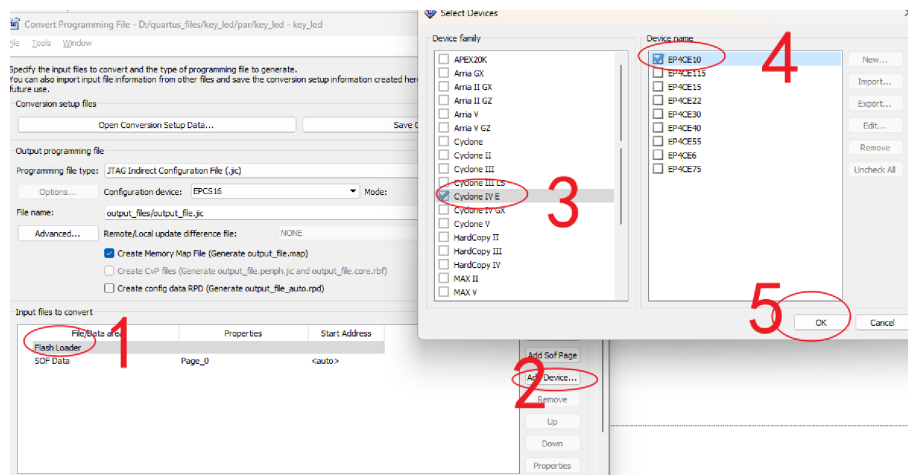 Convert Programming File - D:/quartus_files/key_led/par/key_led - key_led
File Tools Window
Specify the input files to convert and the type of programming file to generate.
You can also import input file information from other files and save the conversion setup information created here
future use.
Conversion setup files
Open Conversion Setup Data...
Save C
Output programming file
Programming file type: JTAG Indirect Configuration File (.jic)
Options... Configuration device: EPCS16 Mode:
File name: output_files/output_file.jic
Advanced... Remote/Local update difference file: NONE
Create Memory Map File (Generate output_file.map)
Create CvP files (Generate output_file.periph.jic and output_file.core.rbf)
Create config data RPD (Generate output_file_auto.rpd)
Input files to convert
File/Data area Properties Start Address
Flash Loader
SOF Data Page_0 <auto>
1
Add Sof Page
Add Device...
2
Remove
Up
Down
Properties
Select Devices
Device family
APEX20K
Arria GX
Arria II GX
Arria II GZ
Arria V
Arria V GZ
Cyclone
Cyclone II
Cyclone III
Cyclone III LS
Cyclone IV E
Cyclone IV GX
Cyclone V
HardCopy II
HardCopy III
HardCopy IV
MAX II
MAX V
3
Device name
EP4CE10
EP4CE115
EP4CE15
EP4CE22
EP4CE30
EP4CE40
EP4CE55
EP4CE6
EP4CE75
4
New...
Import...
Export...
Edit...
Remove
Uncheck All
5
OK
Cancel